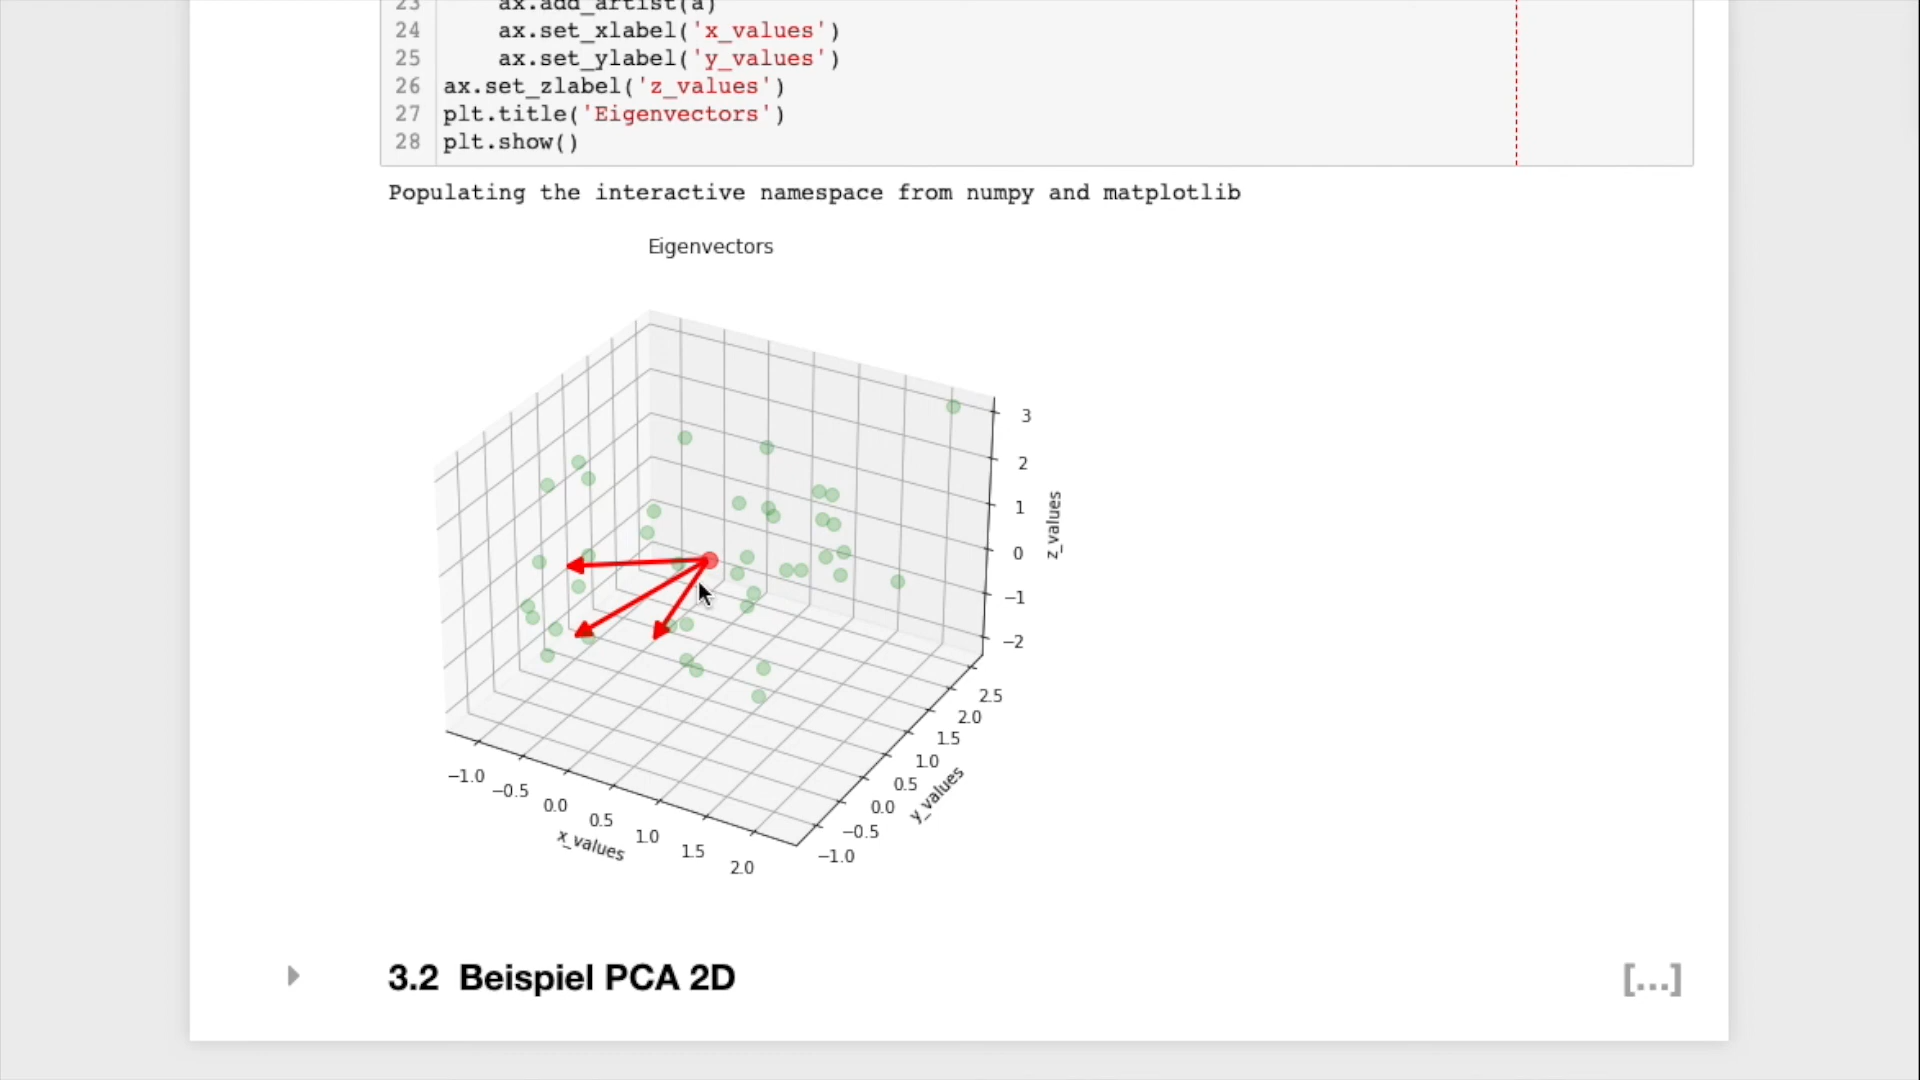 23 ax.add_artist(a)
24 ax.set_xlabel('x_values')
25 ax.set_ylabel('y_values')
26 ax.set_zlabel('z_values')
27 plt.title('Eigenvectors')
28 plt.show()
Populating the interactive namespace from numpy and matplotlib
Eigenvectors
3
2
1
0
−1
−2
z_values
2.5
2.0
1.5
1.0
0.5
0.0
−0.5
−1.0
y_values
−1.0
−0.5
0.0
0.5
1.0
1.5
2.0
x_values
3.2 Beispiel PCA 2D
[...]